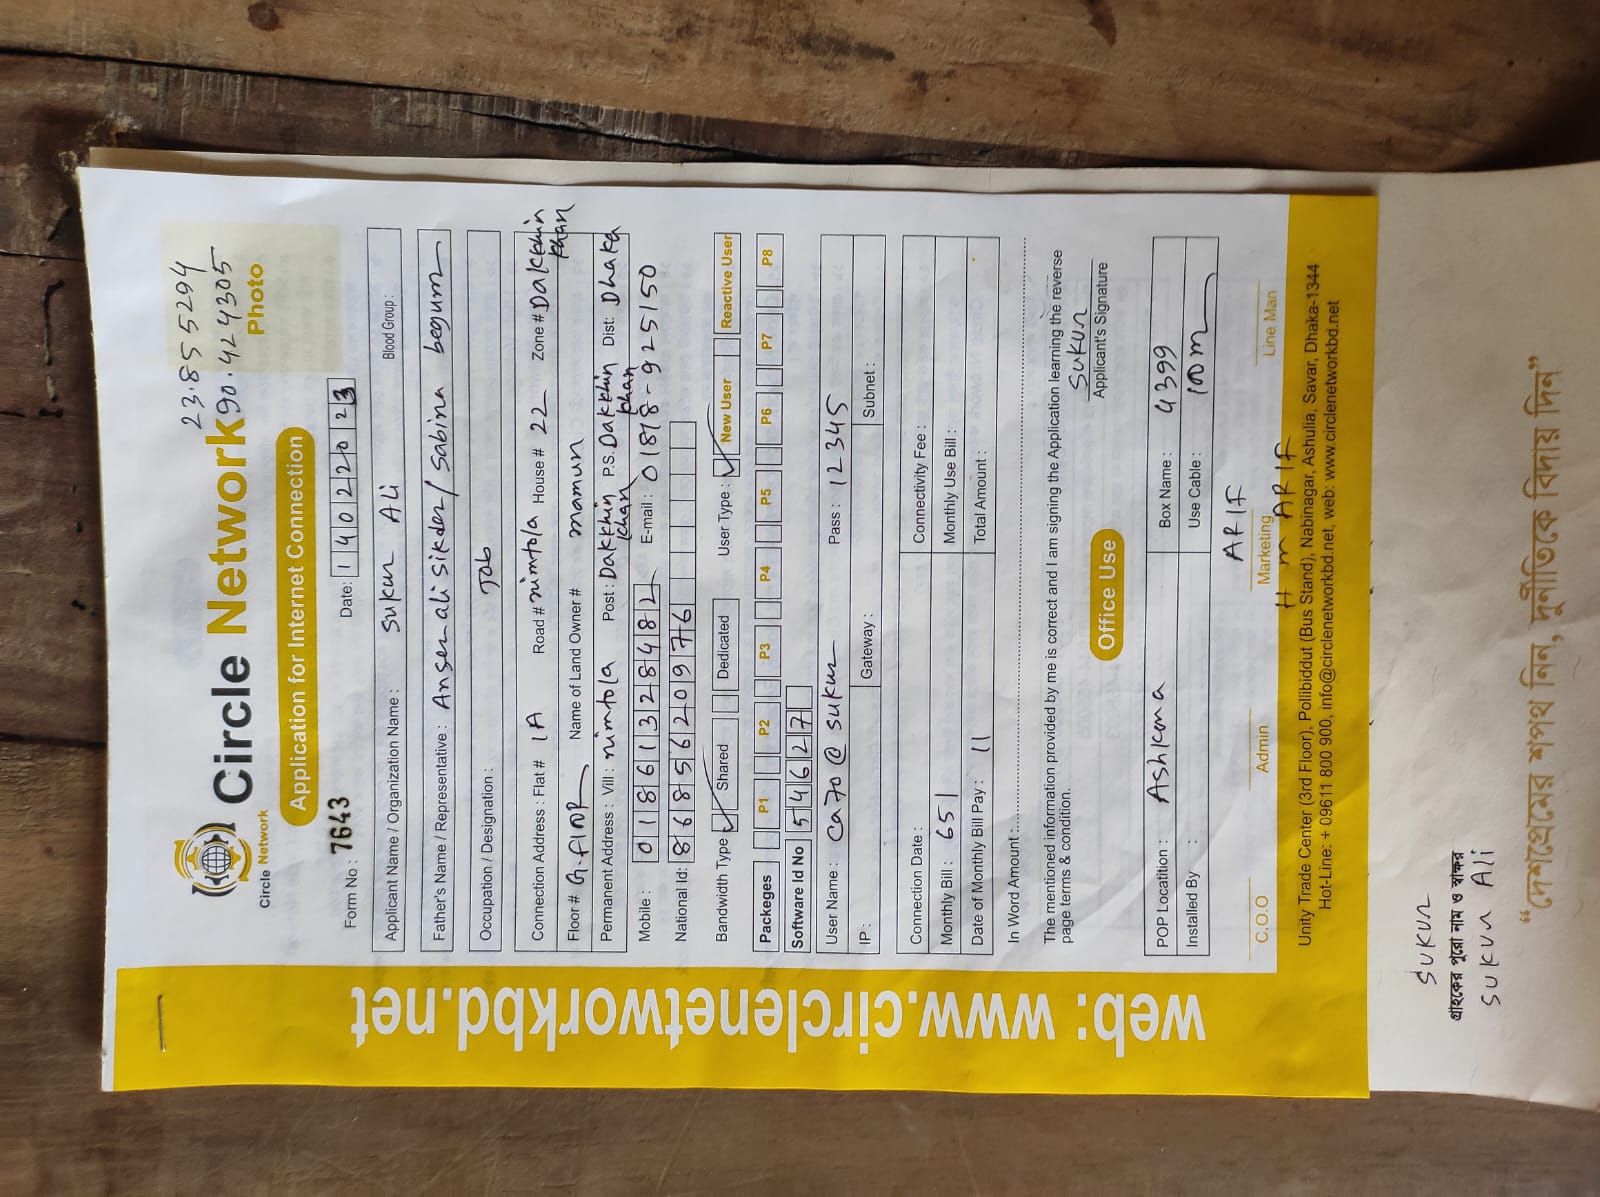 23.855294
90.424305
Photo
Circle Network
Circle Network
Application for Internet Connection
Form No : 7643
Date: 14022023
Applicant Name / Organization Name : Sukur Ali Blood Group :
Father's Name / Representative : Anser ali sikder / Sabina begum
Occupation / Designation : Job
Connection Address : Flat # 1A Road # nimtola House # 22 Zone # Dakkhin khan
Floor # G.Floor Name of Land Owner # mamun
Permanent Address : Vill : nimtola Post : Dakkhin khan P.S. Dakkhin khan Dist: Dhaka
Mobile : 01861328482 E-mail : 01818-925150
National Id: 8685620976
Bandwidth Type : Shared Dedicated User Type : New User Reactive User
Packeges P1 P2 P3 P4 P5 P6 P7 P8
Software Id No 546277
User Name : ca70@sukur Pass : 12345
IP : Gateway : Subnet :
Connection Date : Connectivity Fee :
Monthly Bill : 651 Monthly Use Bill :
Date of Monthly Bill Pay : 11 Total Amount :
In Word Amount :
The mentioned information provided by me is correct and I am signing the Application learning the reverse
page terms & condition.
Sukur
Applicant's Signature
Office Use
POP Locatition : Ashkona Box Name : 4399
Installed By : Use Cable : 100m
ARIF
C.O.O Admin Marketing Line Man
H m ARIF
Unity Trade Center (3rd Floor), Pollibiddut (Bus Stand), Nabinagar, Ashulia, Savar, Dhaka-1344
Hot-Line: + 09611 800 900, info@circlenetworkbd.net, web: www.circlenetworkbd.net
web: www.circlenetworkbd.net
Sukur
গ্রাহকের পুরো নাম ও স্বাক্ষর
Sukur Ali
“দেশপ্রেমের শপথ নিন, দুর্নীতিকে বিদায় দিন”